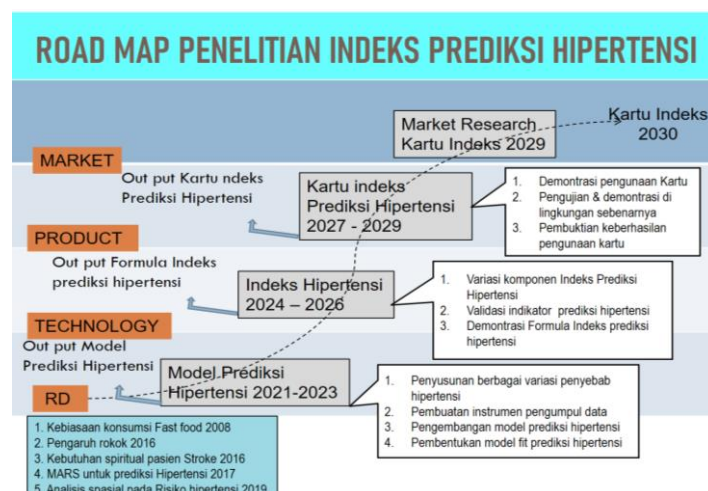 ROAD MAP PENELITIAN INDEKS PREDIKSI HIPERTENSI
Kartu Indeks
2030
Market Research
Kartu Indeks 2029
MARKET
Out put Kartu ndeks
Prediksi Hipertensi
Kartu indeks
Prediksi Hipertensi
2027 - 2029
1. Demontrasi pengunaan Kartu
2. Pengujian & demontrasi di
lingkungan sebenarnya
3. Pembuktian keberhasilan
pengunaan kartu
PRODUCT
Out put Formula Indeks
prediksi hipertensi
Indeks Hipertensi
2024 – 2026
1. Variasi komponen Indeks Prediksi
Hipertensi
2. Validasi indikator prediksi hipertensi
3. Demontrasi Formula Indeks prediksi
hipertensi
TECHNOLOGY
Out put Model
Prediksi Hipertensi
Model Prediksi
Hipertensi 2021-2023
1. Penyusunan berbagai variasi penyebab
hipertensi
2. Pembuatan instrumen pengumpul data
3. Pengembangan model prediksi hipertensi
4. Pembentukan model fit prediksi hipertensi
RD
1. Kebiasaan konsumsi Fast food 2008
2. Pengaruh rokok 2016
3. Kebutuhan spiritual pasien Stroke 2016
4. MARS untuk prediksi Hipertensi 2017
5. Analisis spasial pada Risiko hipertensi 2019